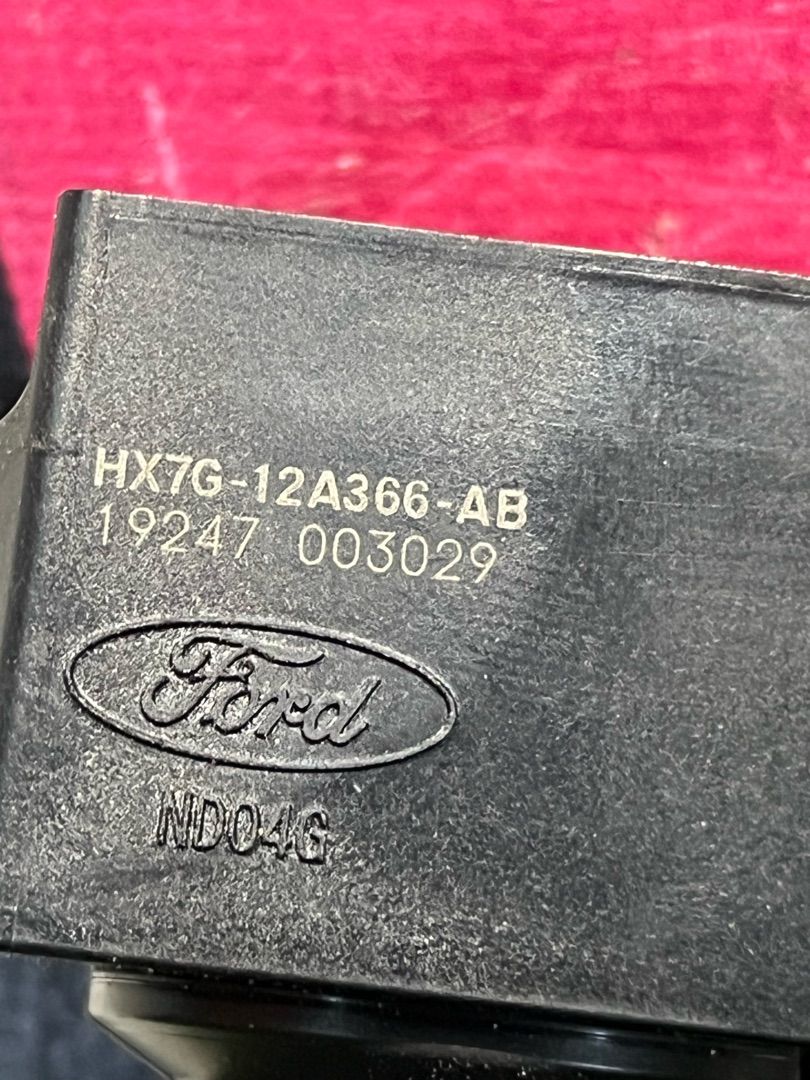 HX7G-12A366-AB
19247 003029
Ford
ND04G